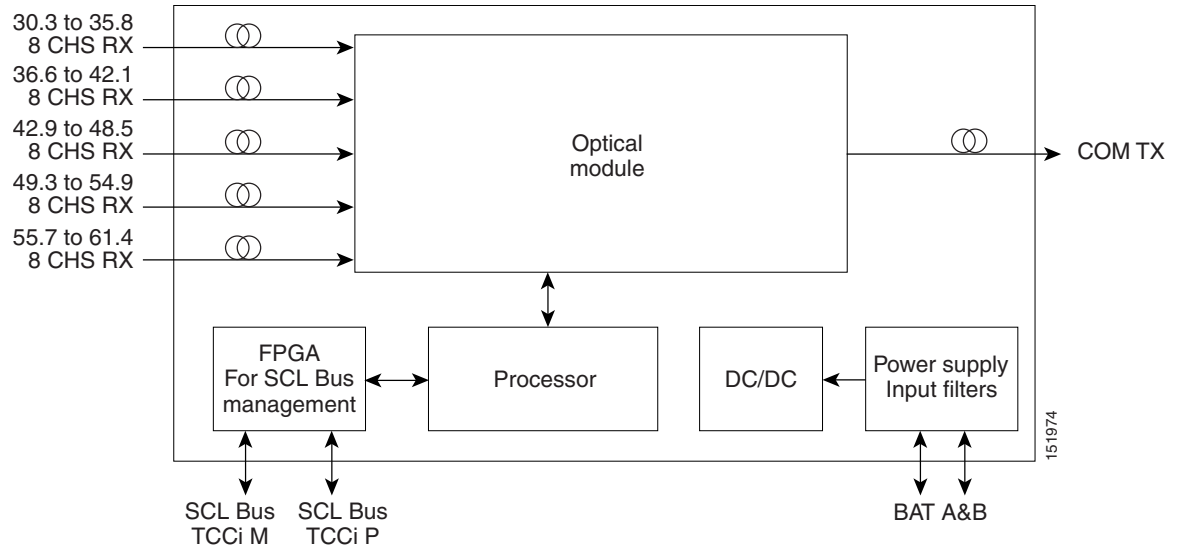 30.3 to 35.8
8 CHS RX
36.6 to 42.1
8 CHS RX
42.9 to 48.5
8 CHS RX
49.3 to 54.9
8 CHS RX
55.7 to 61.4
8 CHS RX
Optical
module
COM TX
FPGA
For SCL Bus
management
Processor
DC/DC
Power supply
Input filters
151974
SCL Bus
TCCi M
SCL Bus
TCCi P
BAT A&B